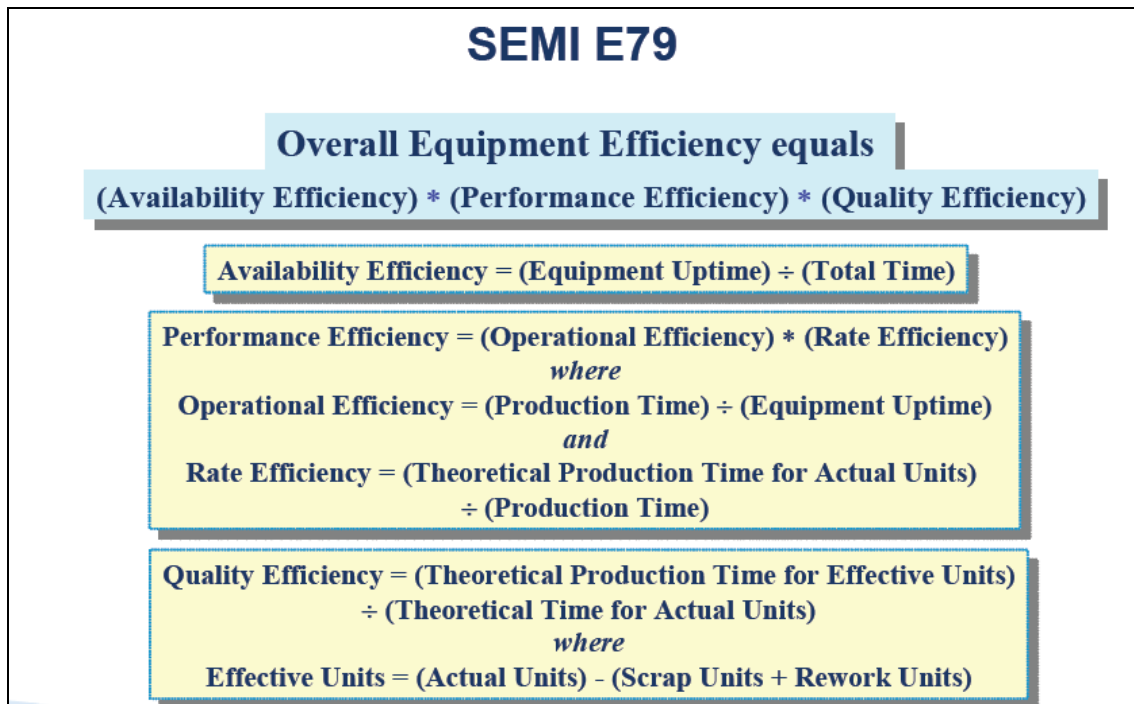 SEMI E79
Overall Equipment Efficiency equals
(Availability Efficiency) * (Performance Efficiency) * (Quality Efficiency)
Availability Efficiency = (Equipment Uptime) ÷ (Total Time)
Performance Efficiency = (Operational Efficiency) * (Rate Efficiency)
where
Operational Efficiency = (Production Time) ÷ (Equipment Uptime)
and
Rate Efficiency = (Theoretical Production Time for Actual Units)
÷ (Production Time)
Quality Efficiency = (Theoretical Production Time for Effective Units)
÷ (Theoretical Time for Actual Units)
where
Effective Units = (Actual Units) - (Scrap Units + Rework Units)